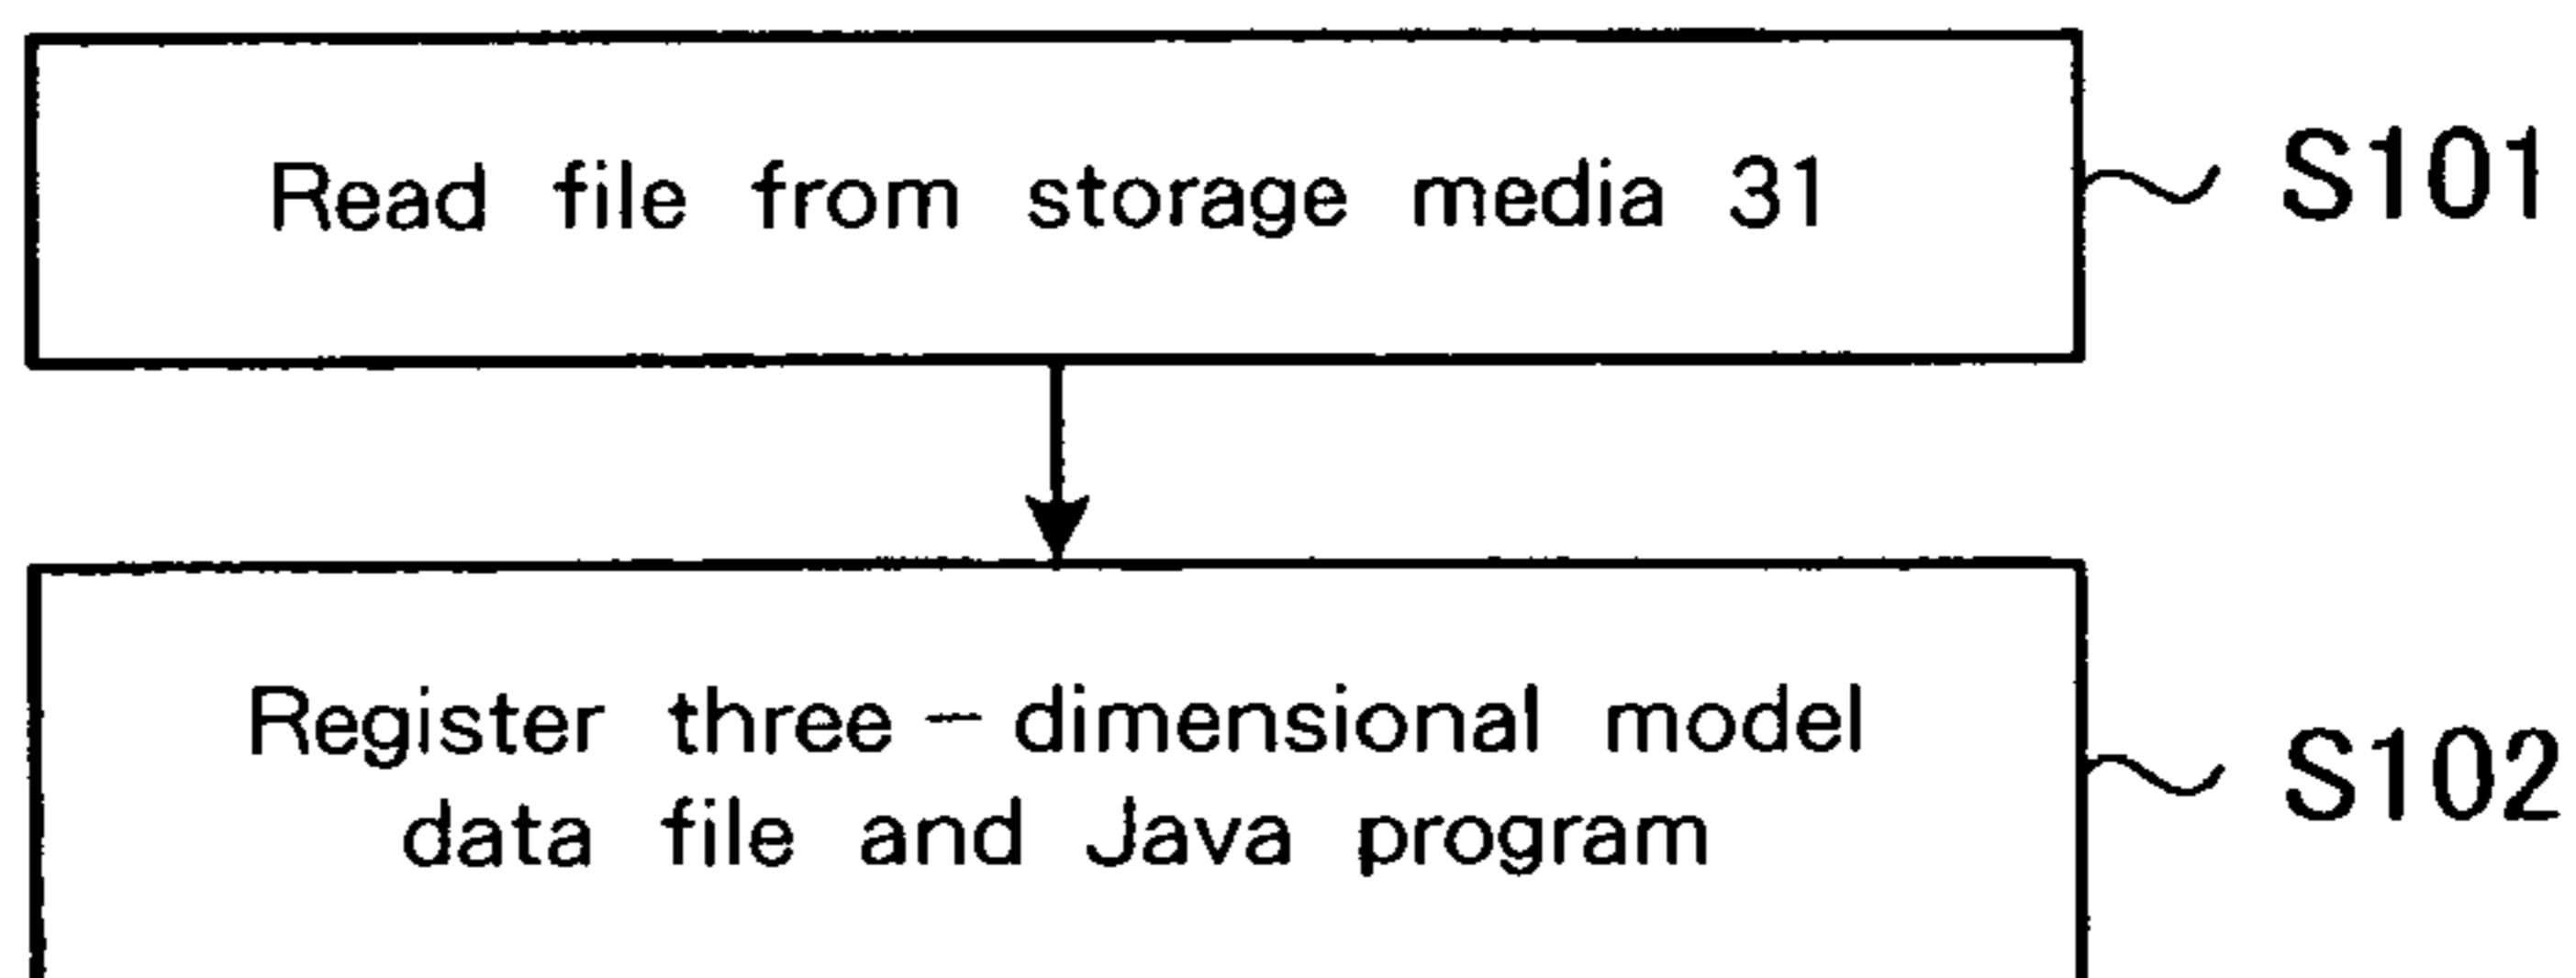 Read file from storage media 31
S101
Register three-dimensional model
data file and Java program
S102